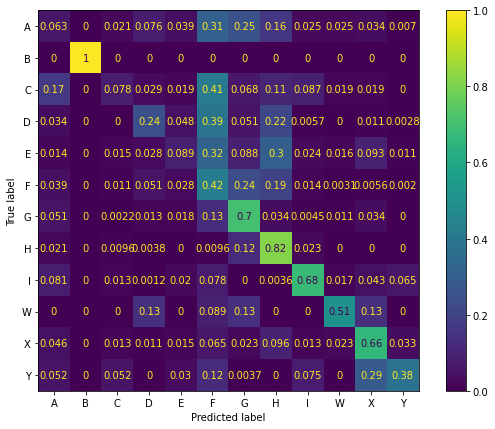 A 0.063 0 0.021 0.076 0.039 0.31 0.25 0.16 0.025 0.025 0.034 0.007
B 0 1 0 0 0 0 0 0 0 0 0 0
C 0.17 0 0.078 0.029 0.019 0.41 0.068 0.11 0.087 0.019 0.019 0
D 0.034 0 0 0.24 0.048 0.39 0.051 0.22 0.0057 0 0.011 0.0028
E 0.014 0 0.015 0.028 0.089 0.32 0.088 0.3 0.024 0.016 0.093 0.011
F 0.039 0 0.011 0.051 0.028 0.42 0.24 0.19 0.014 0.0031 0.0056 0.002
G 0.051 0 0.0022 0.013 0.018 0.13 0.7 0.034 0.0045 0.011 0.034 0
H 0.021 0 0.0096 0.0038 0 0.0096 0.12 0.82 0.023 0 0 0
I 0.081 0 0.013 0.0012 0.02 0.078 0 0.0036 0.68 0.017 0.043 0.065
W 0 0 0 0.13 0 0.089 0.13 0 0 0.51 0.13 0
X 0.046 0 0.013 0.011 0.015 0.065 0.023 0.096 0.013 0.023 0.66 0.033
Y 0.052 0 0.052 0 0.03 0.12 0.0037 0 0.075 0 0.29 0.38
A B C D E F G H I W X Y
Predicted label
True label
1.0
0.8
0.6
0.4
0.2
0.0